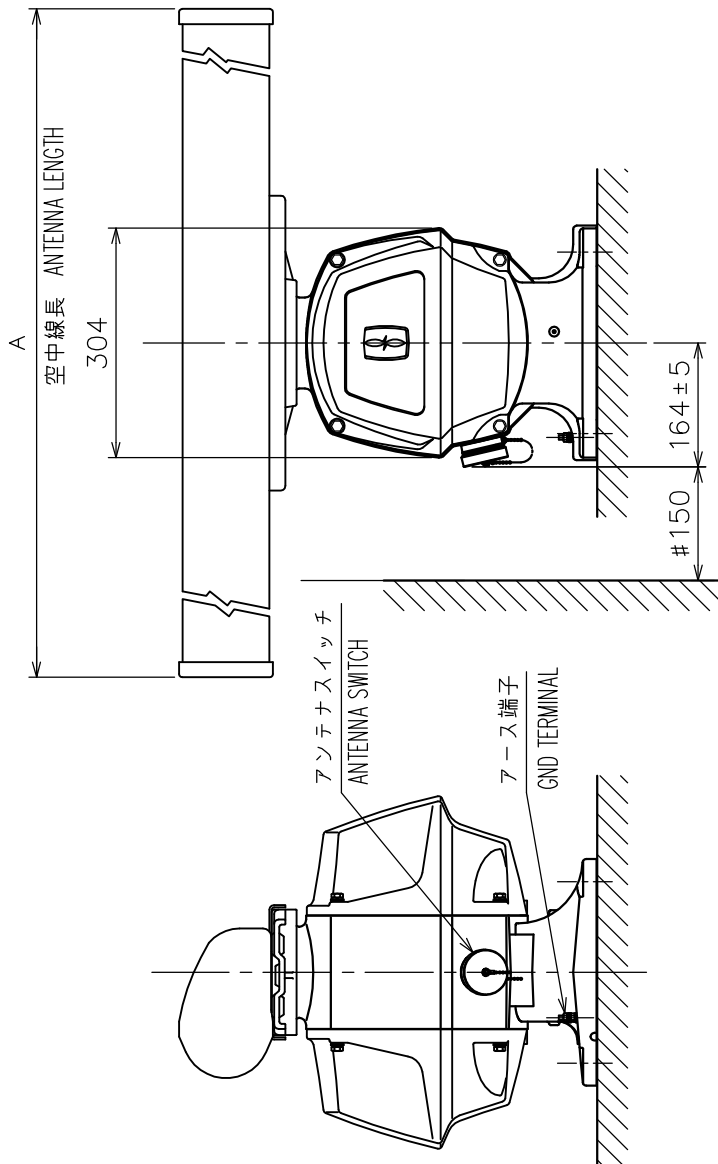 A
空中線長 ANTENNA LENGTH
304
164±5
#150
アンテナスイッチ
ANTENNA SWITCH
アース端子
GND TERMINAL